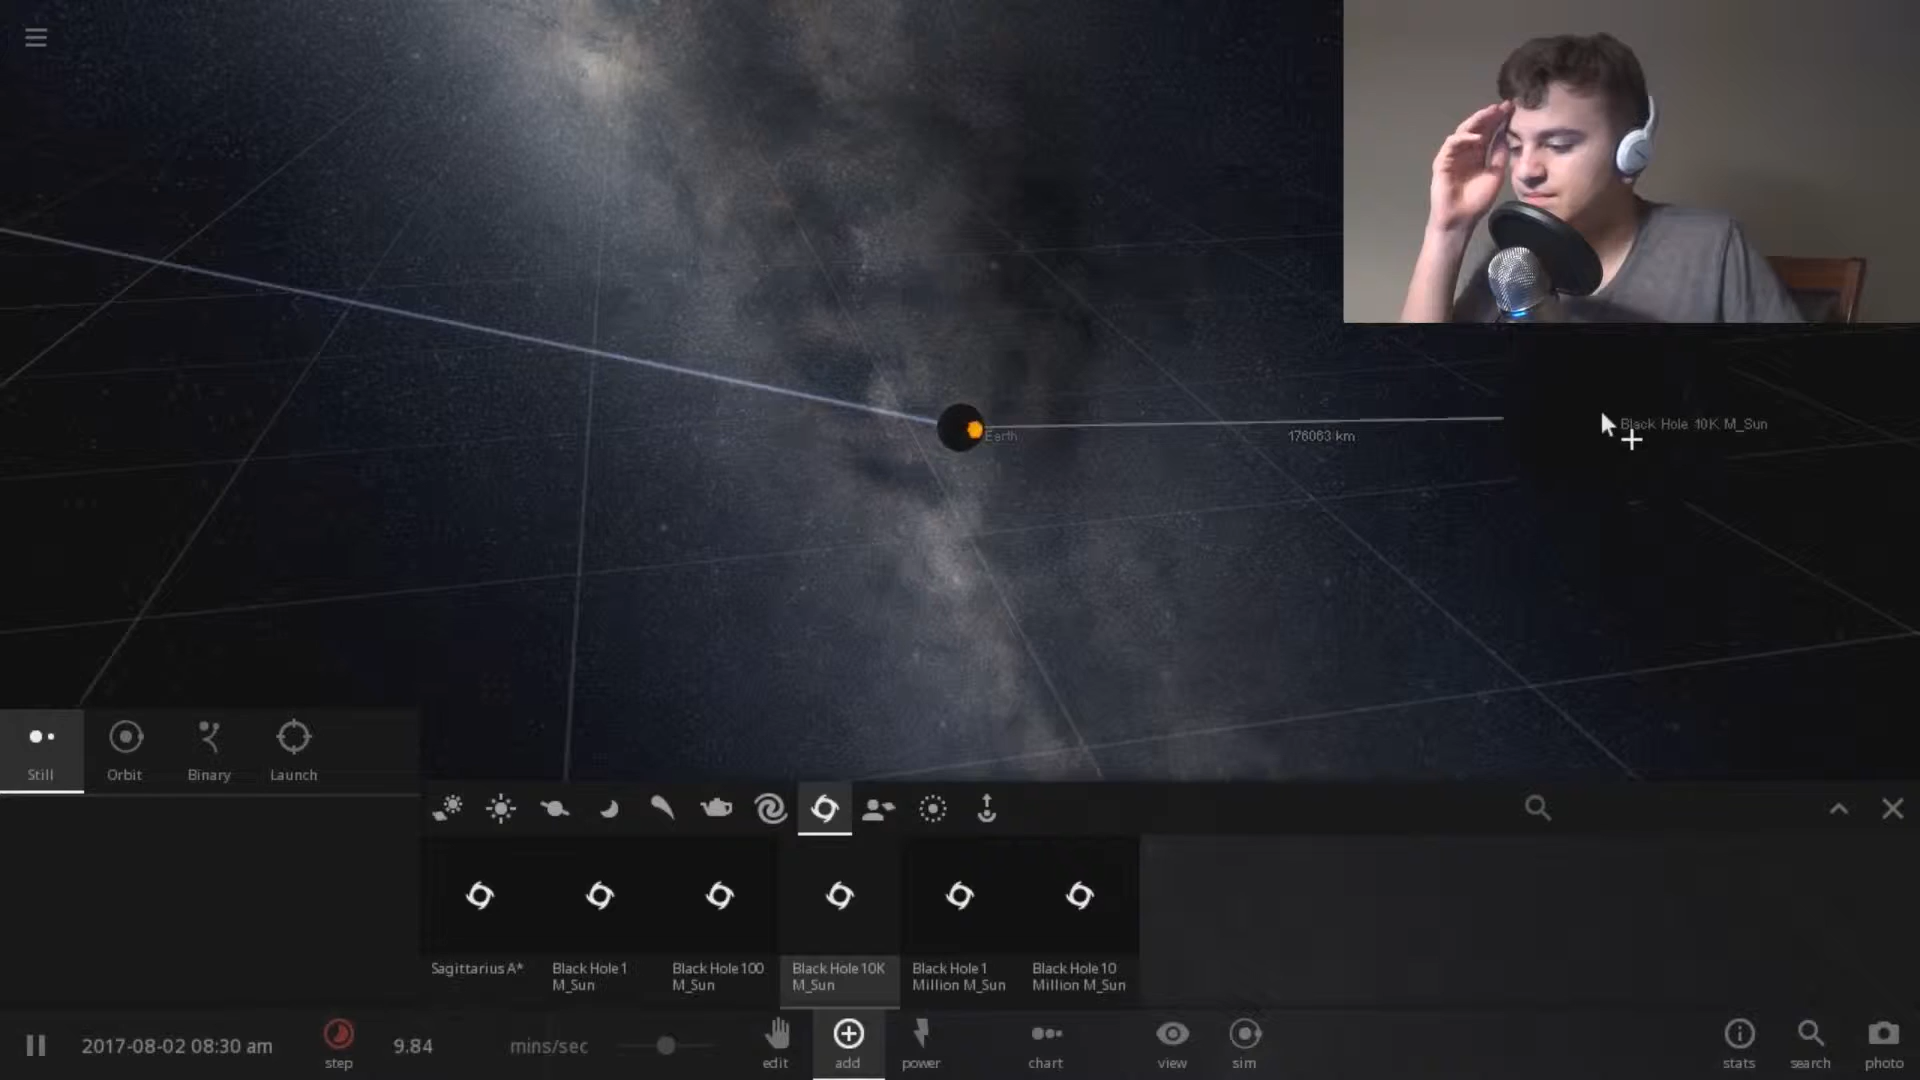 Earth
176063 km
Black Hole 10K M_Sun
Still
Orbit
Binary
Launch
Sagittarius A*
Black Hole 1
M_Sun
Black Hole 100
M_Sun
Black Hole 10K
M_Sun
Black Hole 1
Million M_Sun
Black Hole 10
Million M_Sun
2017-08-02 08:30 am
step
9.84
mins/sec
edit
add
power
chart
view
sim
stats
search
photo